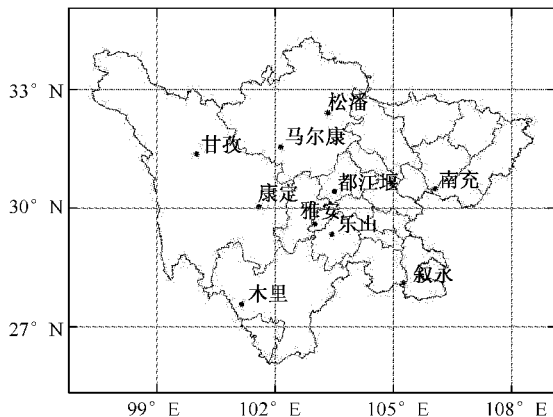 33° N
松潘
马尔康
甘孜
都江堰
南充
康定
30° N
雅安
乐山
叙永
木里
27° N
99° E
102° E
105° E
108° E